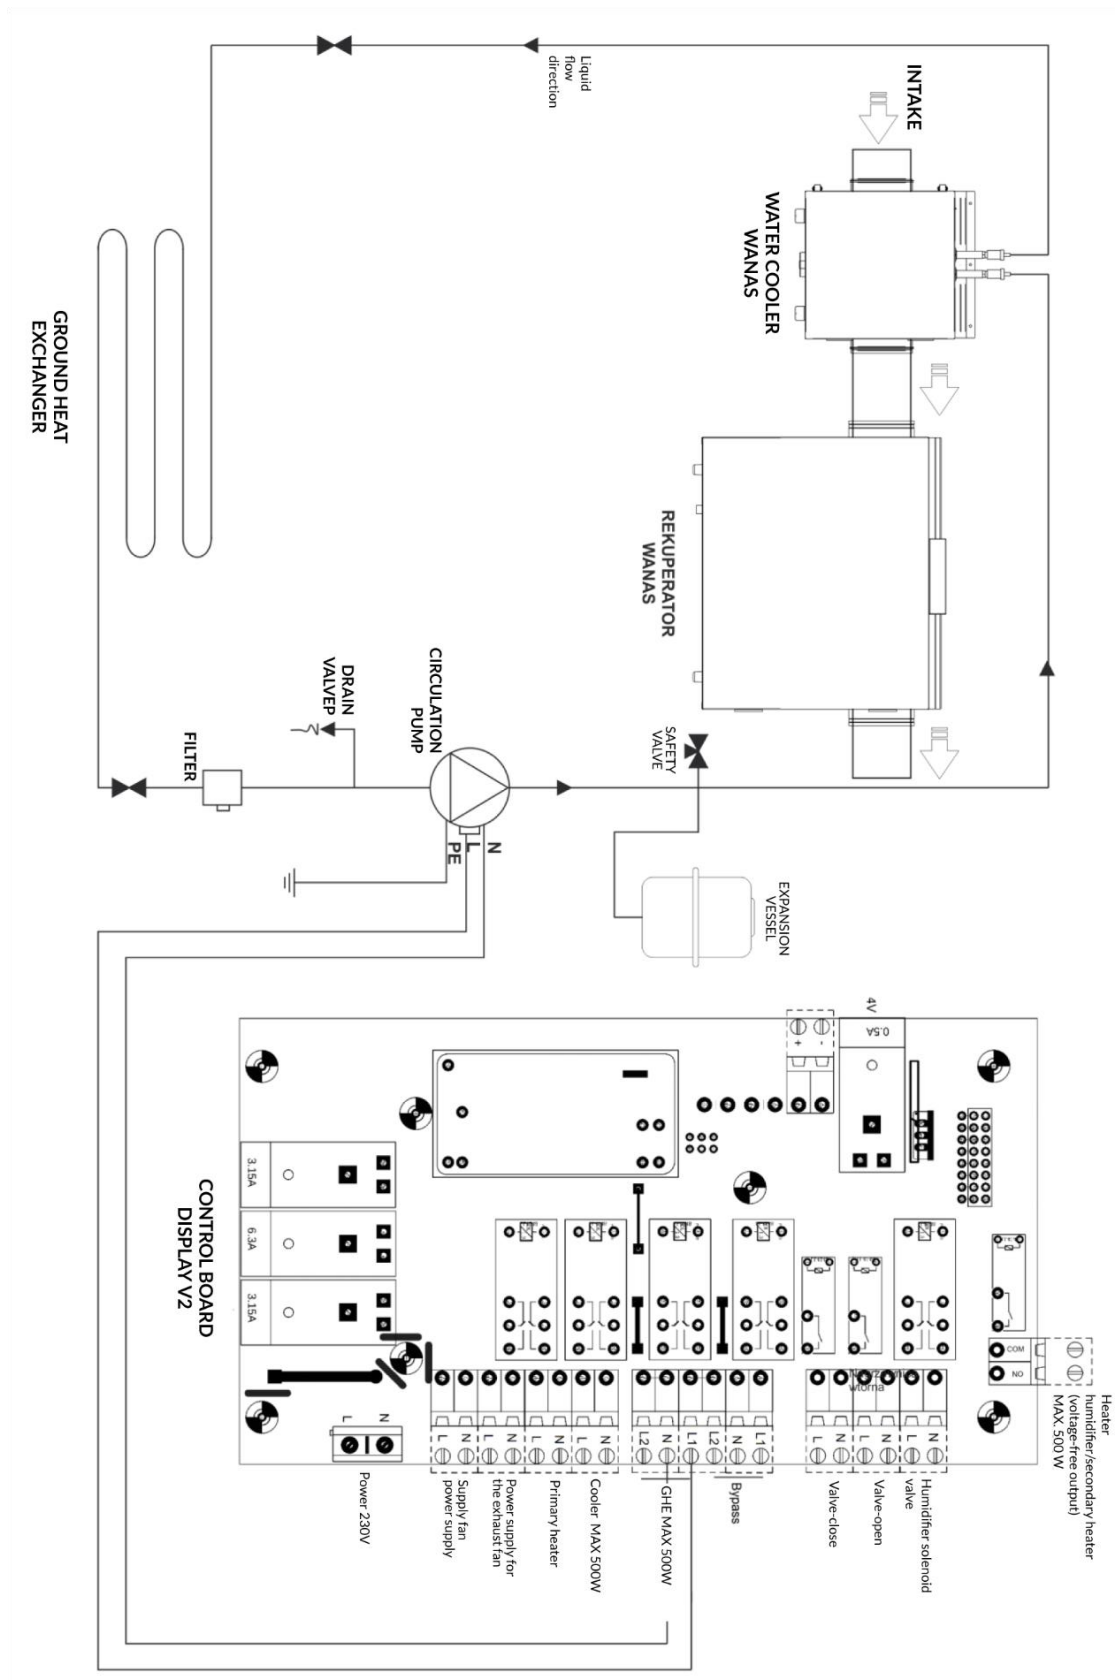 Liquid
flow
direction
INTAKE
WATER COOLER
WANAS
GROUND HEAT
EXCHANGER
REKUPERATOR
WANAS
CIRCULATION
PUMP
DRAIN
VALVEP
FILTER
SAFETY
VALVE
N
L
PE
EXPANSION
VESSEL
4V
0.5A
+
-
CONTROL BOARD
DISPLAY V2
3.15A
6.3A
3.15A
COM
NO
Heater
humidifier/secondary heater
(voltage-free output)
MAX. 500 W
wtorna
L
N
Power 230V
L
N
L
N
L
N
L
N
L2
N
L1
L2
N
L1
L
N
L
N
L
N
Supply fan
power supply
Power supply for
the exhaust fan
Primary heater
Cooler MAX 500W
GHE MAX 500W
Bypass
Valve-close
Valve-open
Humidifier solenoid
valve